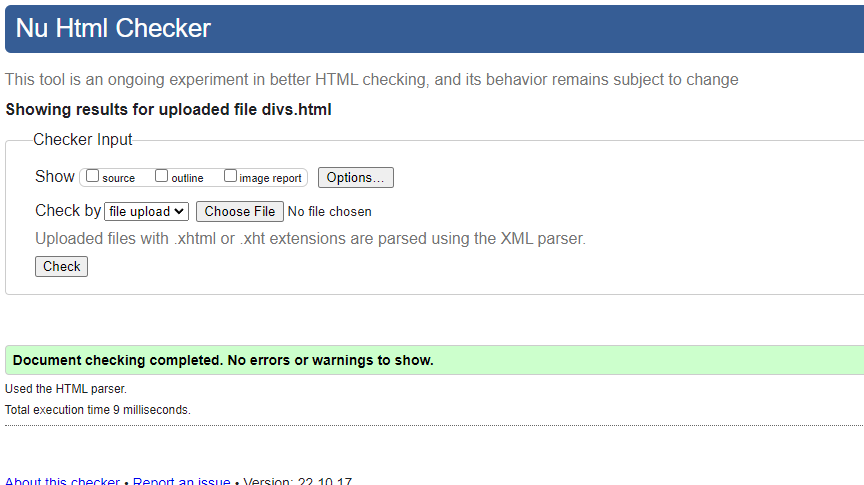 Nu Html Checker
This tool is an ongoing experiment in better HTML checking, and its behavior remains subject to change
Showing results for uploaded file divs.html
Checker Input
Show source outline image report Options...
Check by file upload Choose File No file chosen
Uploaded files with .xhtml or .xht extensions are parsed using the XML parser.
Check
Document checking completed. No errors or warnings to show.
Used the HTML parser.
Total execution time 9 milliseconds.
About this checker • Report an issue • Version: 22.10.17